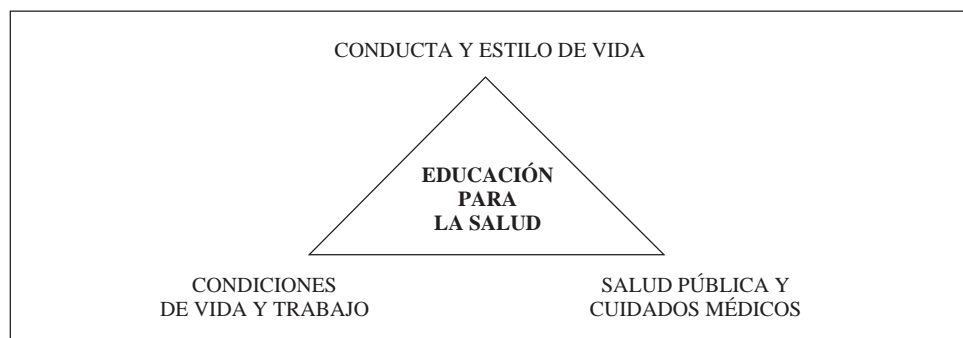 CONDUCTA Y ESTILO DE VIDA
EDUCACIÓN
PARA
LA SALUD
CONDICIONES
DE VIDA Y TRABAJO
SALUD PÚBLICA Y
CUIDADOS MÉDICOS